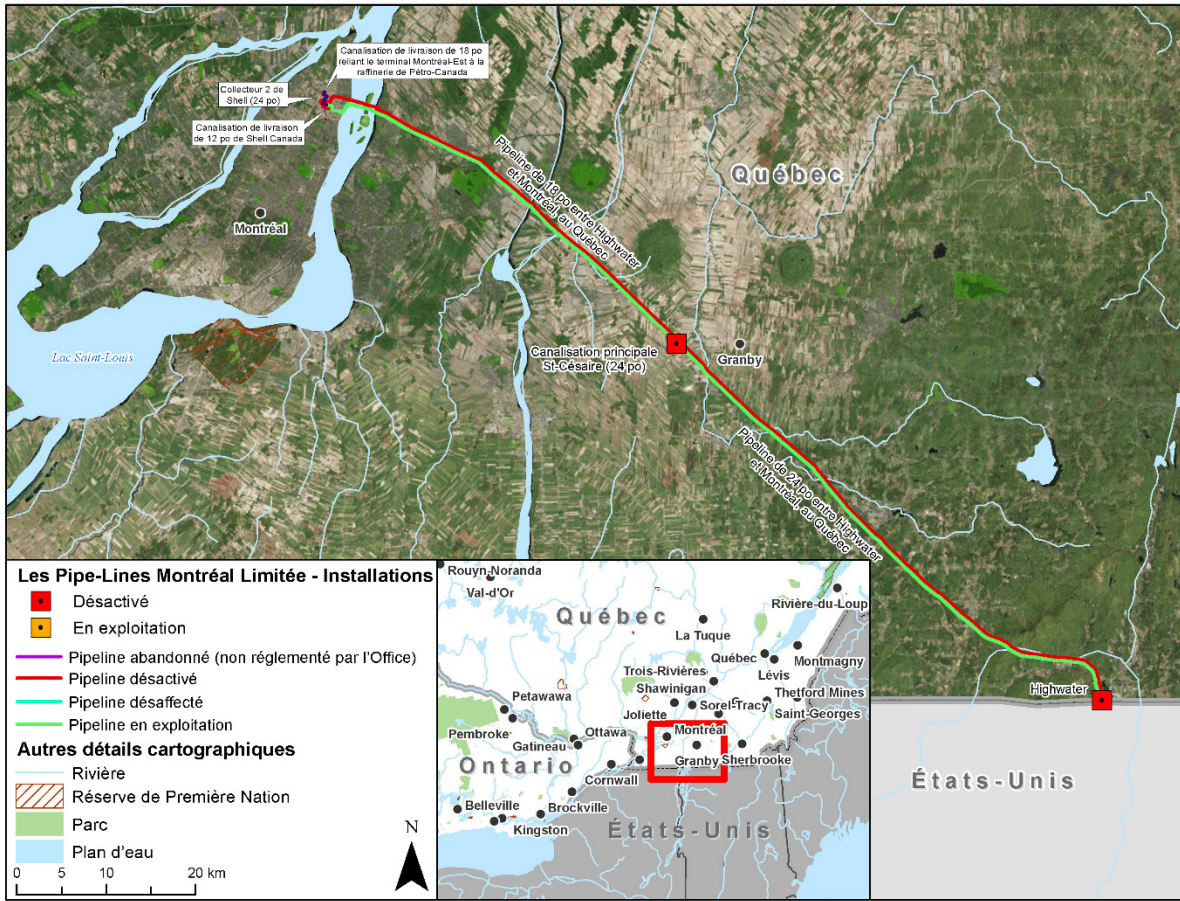 Canalisation de livraison de 18 po
reliant le terminal Montréal-Est à la
raffinerie de Pétro-Canada
Collecteur 2 de
Shell (24 po)
Canalisation de livraison
de 12 po de Shell Canada
Montréal
Lac Saint-Louis
Québec
Pipeline de 18 po entre Highwater
et Montréal, au Québec
Canalisation principale
St-Césaire (24 po)
Granby
Pipeline de 24 po entre Highwater
et Montréal, au Québec
Highwater
États-Unis
Les Pipe-Lines Montréal Limitée - Installations
Désactivé
En exploitation
Pipeline abandonné (non réglementé par l'Office)
Pipeline désactivé
Pipeline désaffecté
Pipeline en exploitation
Autres détails cartographiques
Rivière
Réserve de Première Nation
Parc
Plan d'eau
0 5 10 20 km
N
Rouyn-Noranda
Val-d'Or
Québec
Rivière-du-Loup
La Tuque
Québec
Montmagny
Lévis
Trois-Rivières
Shawinigan
Thetford Mines
Petawawa
Sorel-Tracy
Saint-Georges
Joliette
Pembroke
Ottawa
Gatineau
Montréal
Granby
Sherbrooke
Ontario
Cornwall
Brockville
Belleville
Kingston
États-Unis